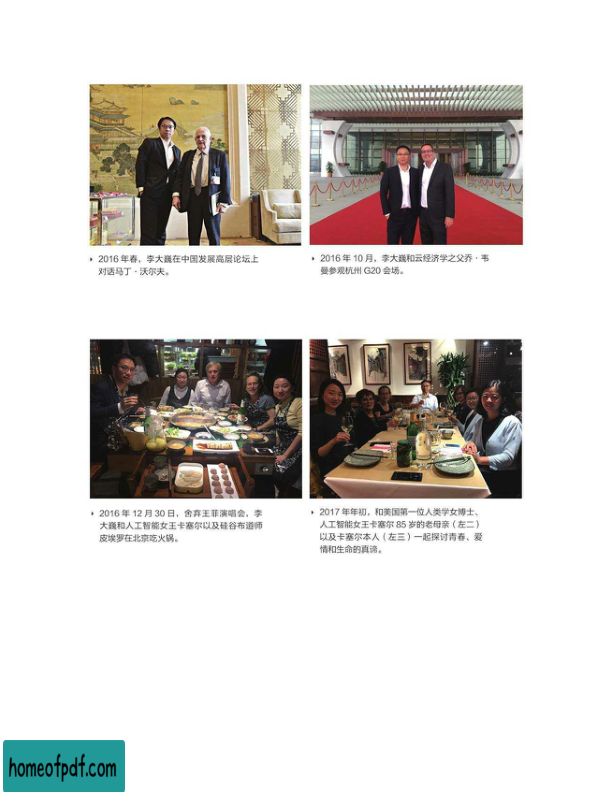 2016 年春，李大巍在中国发展高层论坛上
对话马丁·沃尔夫。
2016 年 10 月，李大巍和云经济学之父乔·韦
曼参观杭州 G20 会场。
2016 年 12 月 30 日，舍弃王菲演唱会，李
大巍和人工智能女王卡塞尔以及硅谷布道师
皮埃罗在北京吃火锅。
2017 年年初，和美国第一位人类学女博士、
人工智能女王卡塞尔 85 岁的老母亲（左二）
以及卡塞尔本人（左三）一起探讨青春、爱
情和生命的真谛。
homeofpdf.com